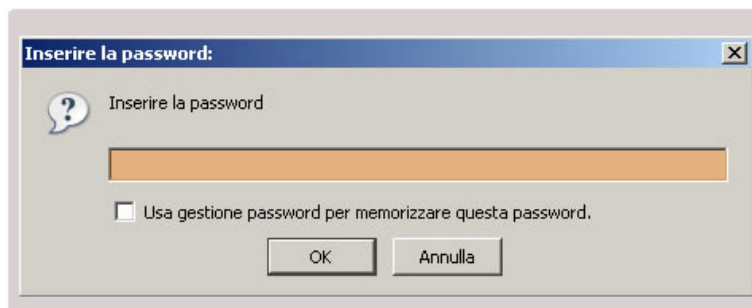 Inserire la password:
Inserire la password
Usa gestione password per memorizzare questa password.
OK
Annulla